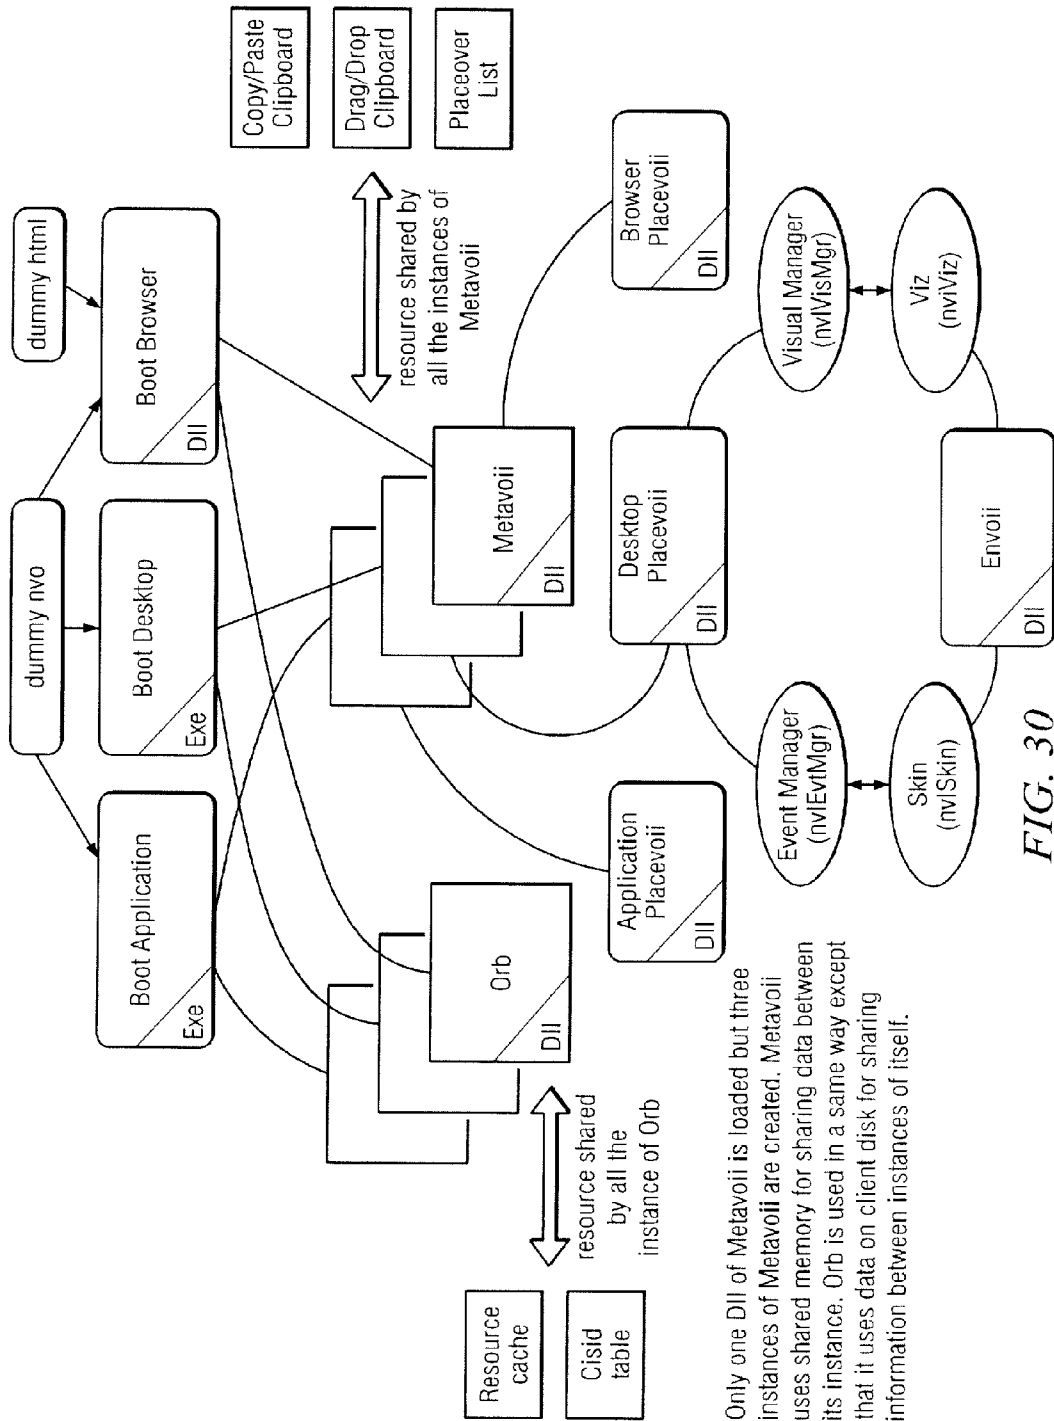 dummy nvo
dummy html
Boot Application
Exe
Boot Desktop
Exe
Boot Browser
Dll
Copy/Paste
Clipboard
Drag/Drop
Clipboard
Placeover
List
resource shared by
all the instances of
Metavoii
Resource
cache
Cisid
table
resource shared
by all the
instance of Orb
Orb
Dll
Metavoii
Dll
Application
Placevoii
Dll
Desktop
Placevoii
Dll
Browser
Placevoii
Dll
Event Manager
(nvIEvtMgr)
Visual Manager
(nvIVisMgr)
Skin
(nvISkin)
Viz
(nviViz)
Envoii
Dll
Only one Dll of Metavoii is loaded but three
instances of Metavoii are created. Metavoii
uses shared memory for sharing data between
its instance. Orb is used in a same way except
that it uses data on client disk for sharing
information between instances of itself.
FIG. 30